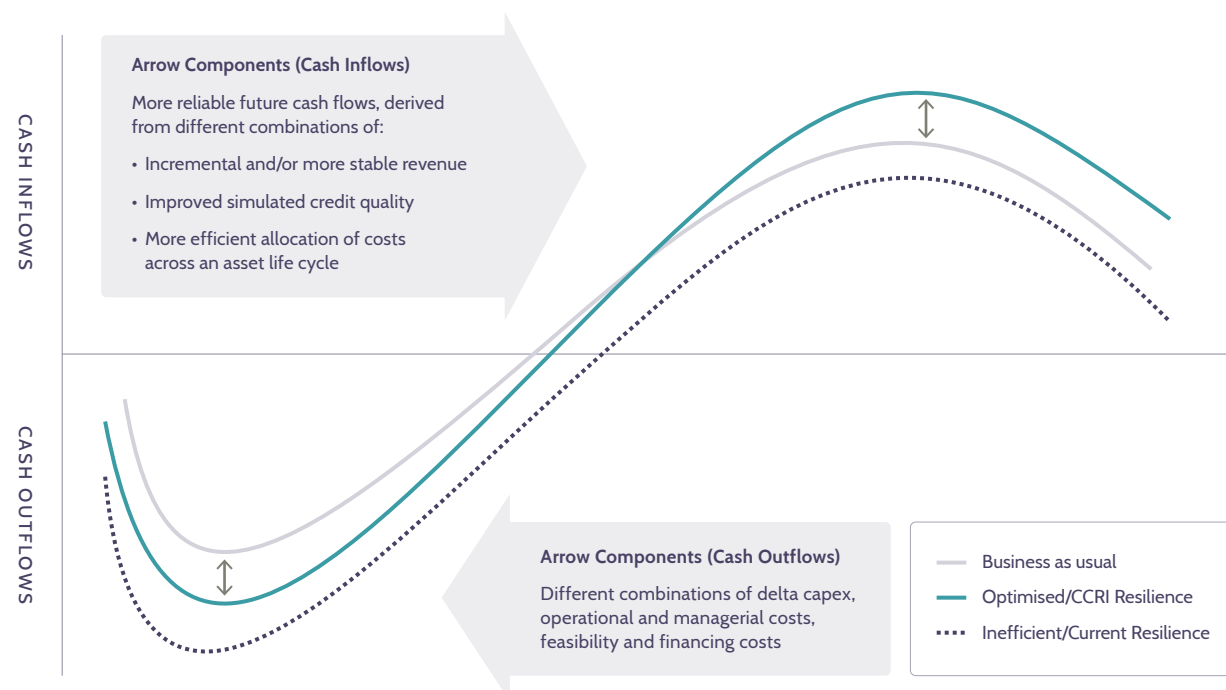 CASH INFLOWS
Arrow Components (Cash Inflows)
More reliable future cash flows, derived
from different combinations of:
• Incremental and/or more stable revenue
• Improved simulated credit quality
• More efficient allocation of costs
across an asset life cycle
CASH OUTFLOWS
Arrow Components (Cash Outflows)
Different combinations of delta capex,
operational and managerial costs,
feasibility and financing costs
Business as usual
Optimised/CCRI Resilience
Inefficient/Current Resilience